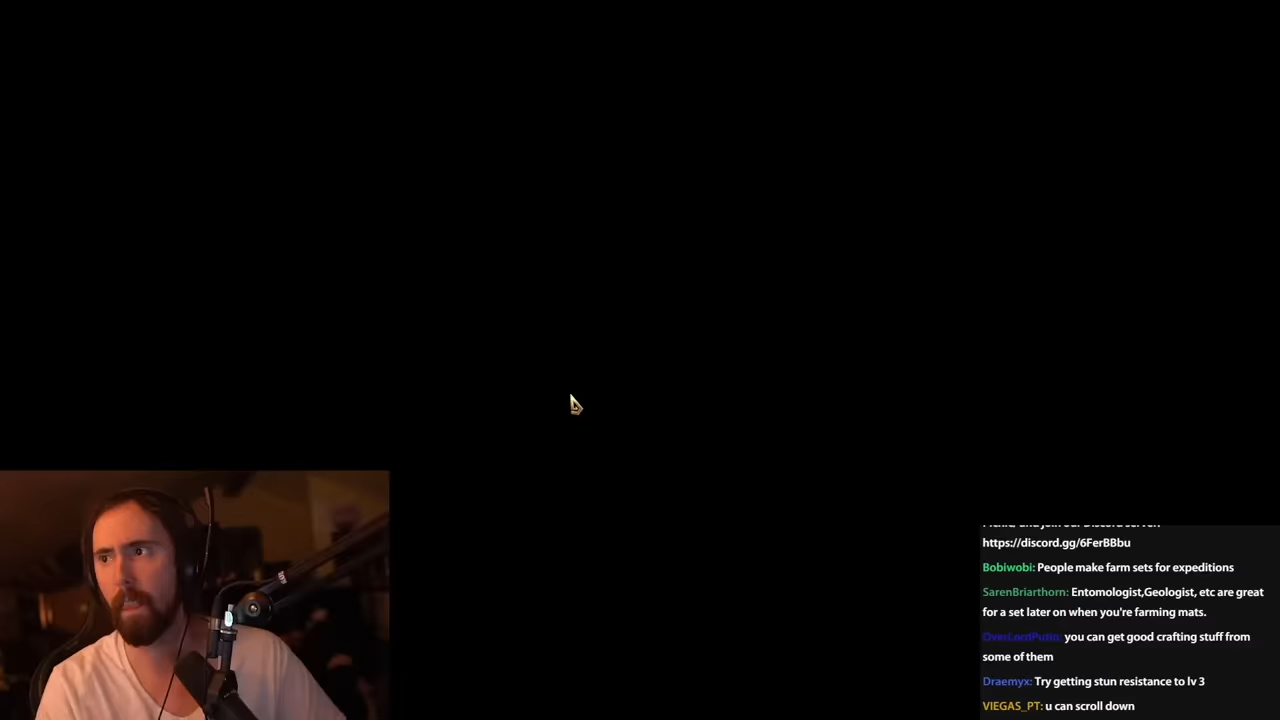 https://discord.gg/6FerBBbu
Bobiwobi: People make farm sets for expeditions
SarenBriarthorn: Entomologist,Geologist, etc are great
for a set later on when you're farming mats.
OverLordPutin: you can get good crafting stuff from
some of them
Draemyx: Try getting stun resistance to lv 3
VIEGAS_PT: u can scroll down